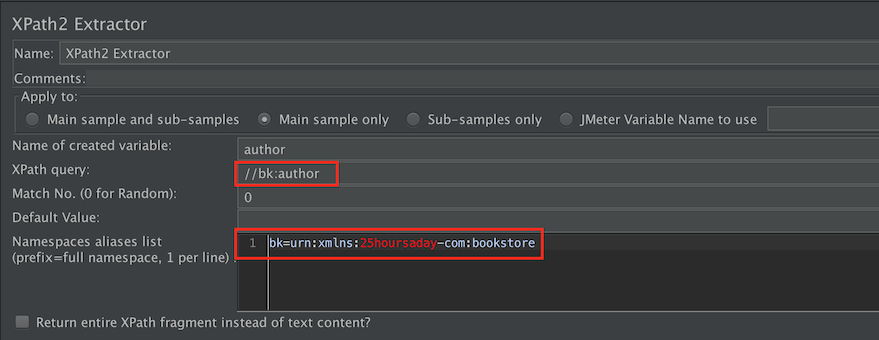 XPath2 Extractor
Name: XPath2 Extractor
Comments:
Apply to:
Main sample and sub-samples Main sample only Sub-samples only JMeter Variable Name to use
Name of created variable: author
XPath query: //bk:author
Match No. (0 for Random): 0
Default Value:
Namespaces aliases list
(prefix=full namespace, 1 per line) 1 bk=urn:xmlns:25hoursaday-com:bookstore
Return entire XPath fragment instead of text content?